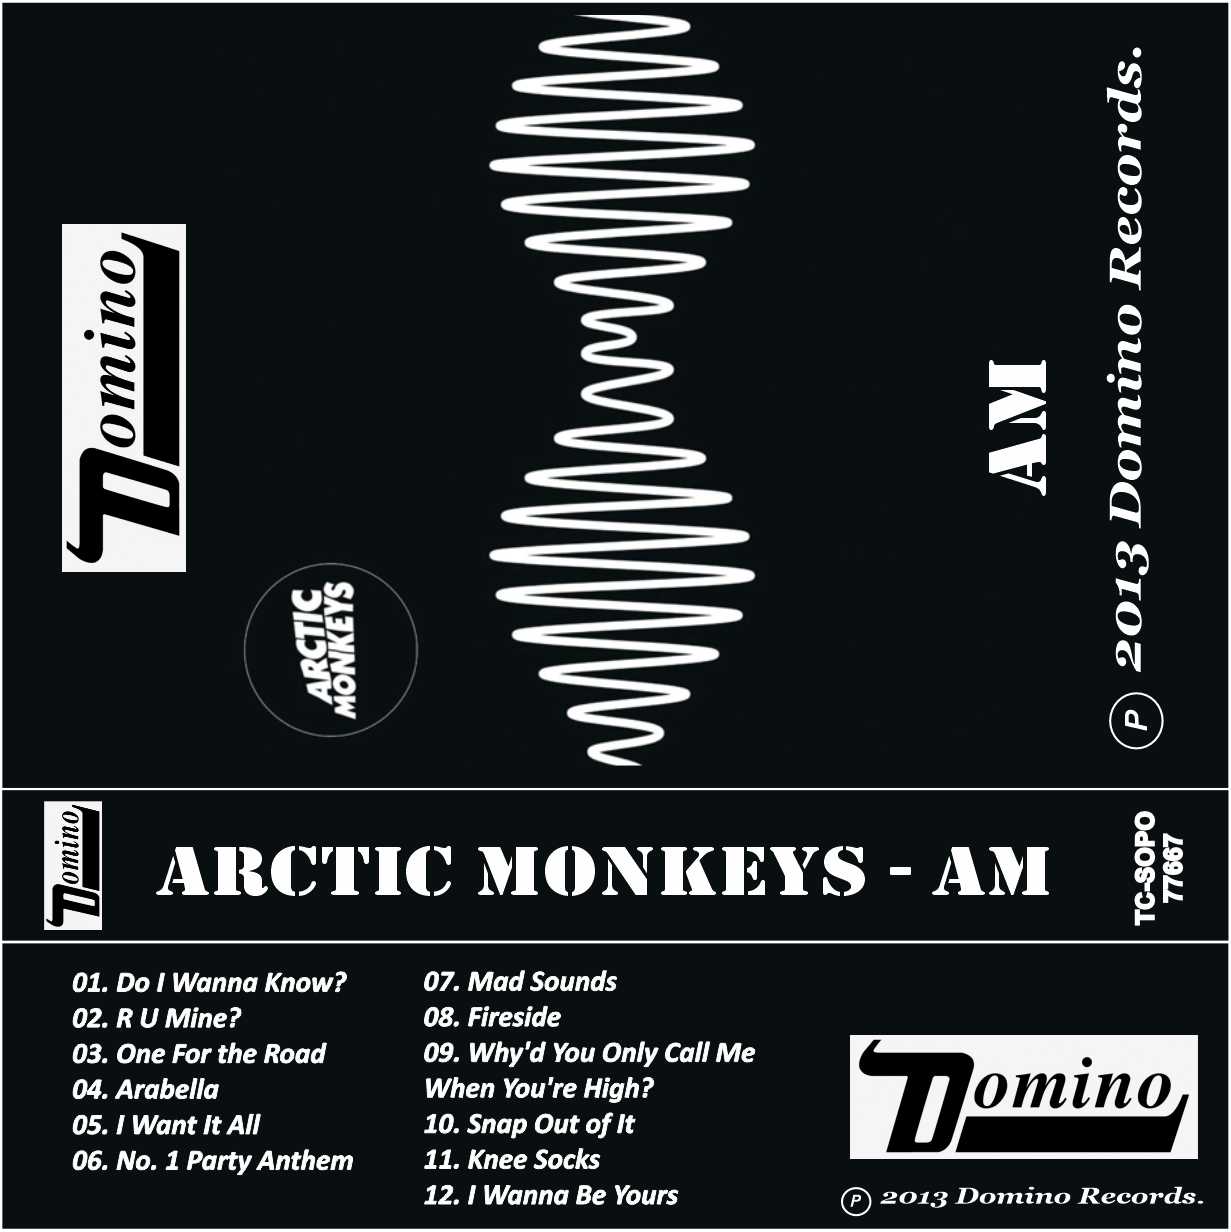 Domino
ARCTIC
MONKEYS
AM
Ⓟ 2013 Domino Records.
Domino
ARCTIC MONKEYS - AM
TC-SOPO
77667
01. Do I Wanna Know?
02. R U Mine?
03. One For the Road
04. Arabella
05. I Want It All
06. No. 1 Party Anthem
07. Mad Sounds
08. Fireside
09. Why'd You Only Call Me
When You're High?
10. Snap Out of It
11. Knee Socks
12. I Wanna Be Yours
Domino
Ⓟ 2013 Domino Records.